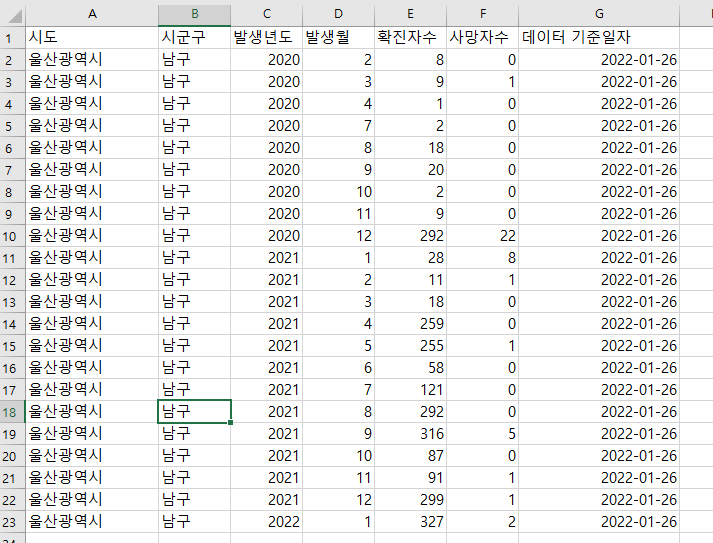 A B C D E F G
1 시도 시군구 발생년도 발생월 확진자수 사망자수 데이터 기준일자
2 울산광역시 남구 2020 2 8 0 2022-01-26
3 울산광역시 남구 2020 3 9 1 2022-01-26
4 울산광역시 남구 2020 4 1 0 2022-01-26
5 울산광역시 남구 2020 7 2 0 2022-01-26
6 울산광역시 남구 2020 8 18 0 2022-01-26
7 울산광역시 남구 2020 9 20 0 2022-01-26
8 울산광역시 남구 2020 10 2 0 2022-01-26
9 울산광역시 남구 2020 11 9 0 2022-01-26
10 울산광역시 남구 2020 12 292 22 2022-01-26
11 울산광역시 남구 2021 1 28 8 2022-01-26
12 울산광역시 남구 2021 2 11 1 2022-01-26
13 울산광역시 남구 2021 3 18 0 2022-01-26
14 울산광역시 남구 2021 4 259 0 2022-01-26
15 울산광역시 남구 2021 5 255 1 2022-01-26
16 울산광역시 남구 2021 6 58 0 2022-01-26
17 울산광역시 남구 2021 7 121 0 2022-01-26
18 울산광역시 남구 2021 8 292 0 2022-01-26
19 울산광역시 남구 2021 9 316 5 2022-01-26
20 울산광역시 남구 2021 10 87 0 2022-01-26
21 울산광역시 남구 2021 11 91 1 2022-01-26
22 울산광역시 남구 2021 12 299 1 2022-01-26
23 울산광역시 남구 2022 1 327 2 2022-01-26